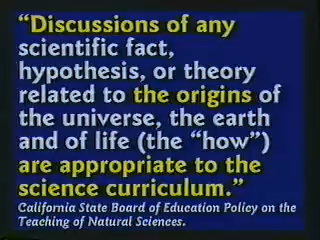 “Discussions of any
scientific fact,
hypothesis, or theory
related to the origins of
the universe, the earth
and of life (the “how”)
are appropriate to the
science curriculum.”
California State Board of Education Policy on the
Teaching of Natural Sciences.